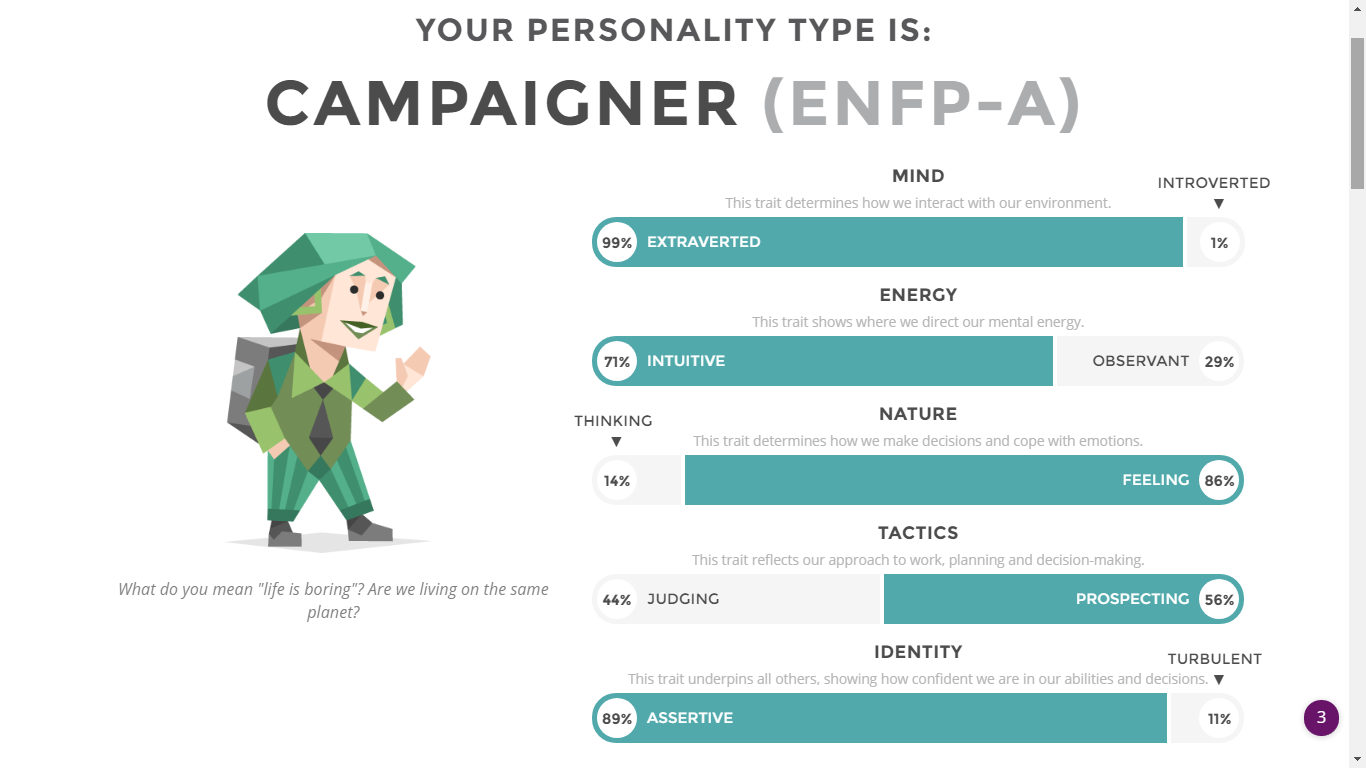 YOUR PERSONALITY TYPE IS:
CAMPAIGNER (ENFP-A)
What do you mean "life is boring"? Are we living on the same
planet?
MIND
INTROVERTED
This trait determines how we interact with our environment.
99% EXTRAVERTED 1%
ENERGY
This trait shows where we direct our mental energy.
71% INTUITIVE OBSERVANT 29%
NATURE
THINKING
This trait determines how we make decisions and cope with emotions.
14% FEELING 86%
TACTICS
This trait reflects our approach to work, planning and decision-making.
44% JUDGING PROSPECTING 56%
IDENTITY
TURBULENT
This trait underpins all others, showing how confident we are in our abilities and decisions.
89% ASSERTIVE 11%
3